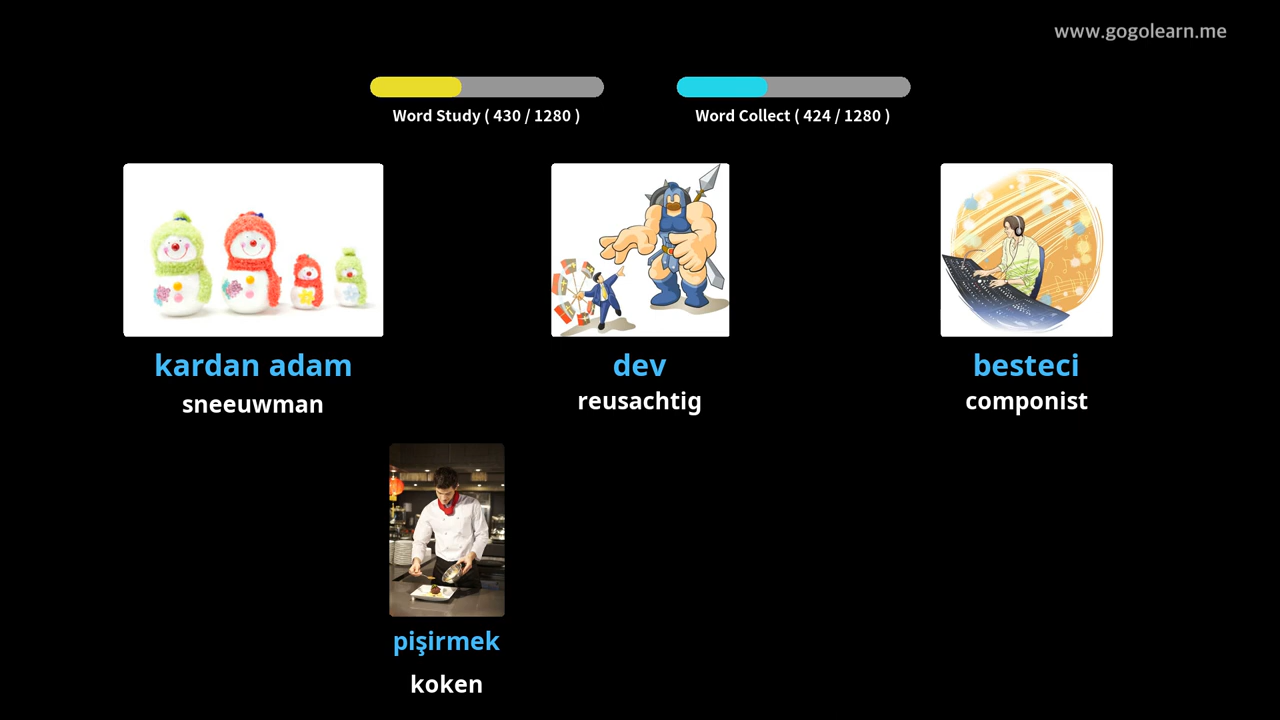 www.gogolearn.me
Word Study ( 430 / 1280 )
Word Collect ( 424 / 1280 )
kardan adam
sneeuwman
dev
reusachtig
besteci
componist
pişirmek
koken